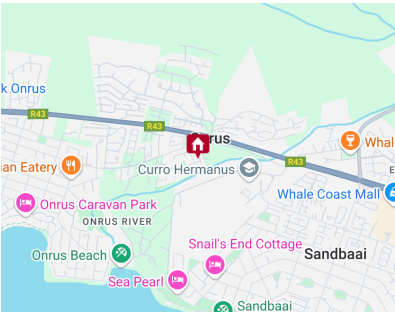 k Onrus
R43
R43
rus
Whale
an Eatery
Curro Hermanus
R43
E
Whale Coast Mall
Onrus Caravan Park
ONRUS RIVER
Snail's End Cottage
Onrus Beach
Sandbaai
Sea Pearl
Sandbaai